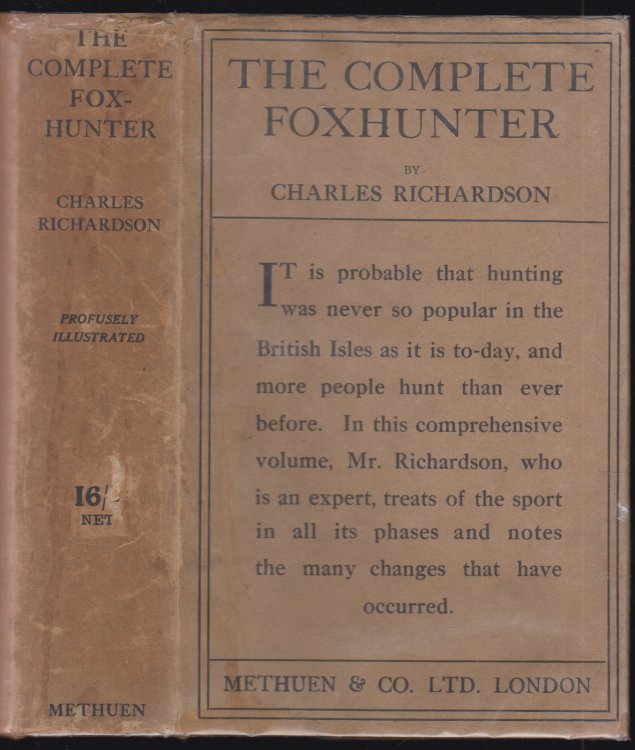 THE
COMPLETE
FOX-
HUNTER
CHARLES
RICHARDSON
PROFUSELY
ILLUSTRATED
16/-
NET
METHUEN
THE COMPLETE
FOXHUNTER
BY
CHARLES RICHARDSON
IT is probable that hunting
was never so popular in the
British Isles as it is to-day, and
more people hunt than ever
before. In this comprehensive
volume, Mr. Richardson, who
is an expert, treats of the sport
in all its phases and notes
the many changes that have
occurred.
METHUEN & CO. LTD. LONDON